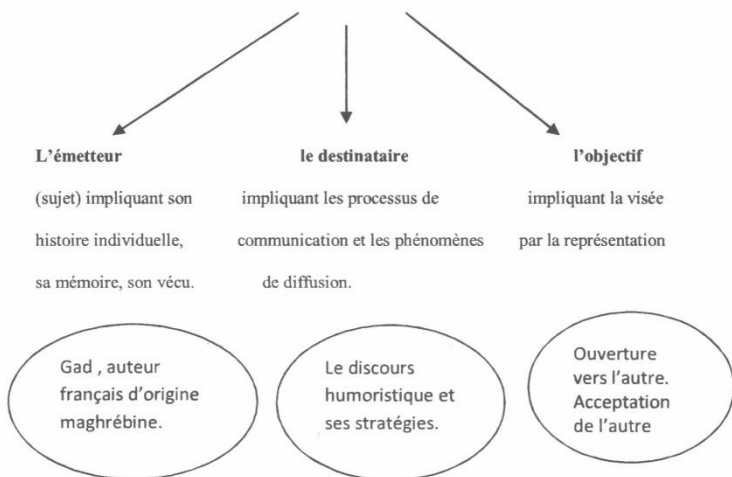 L'émetteur
(sujet) impliquant son
histoire individuelle,
sa mémoire, son vécu.
le destinataire
impliquant les processus de
communication et les phénomènes
de diffusion.
l'objectif
impliquant la visée
par la représentation
Gad , auteur
français d'origine
maghrébine.
Le discours
humoristique et
ses stratégies.
Ouverture
vers l'autre.
Acceptation
de l'autre